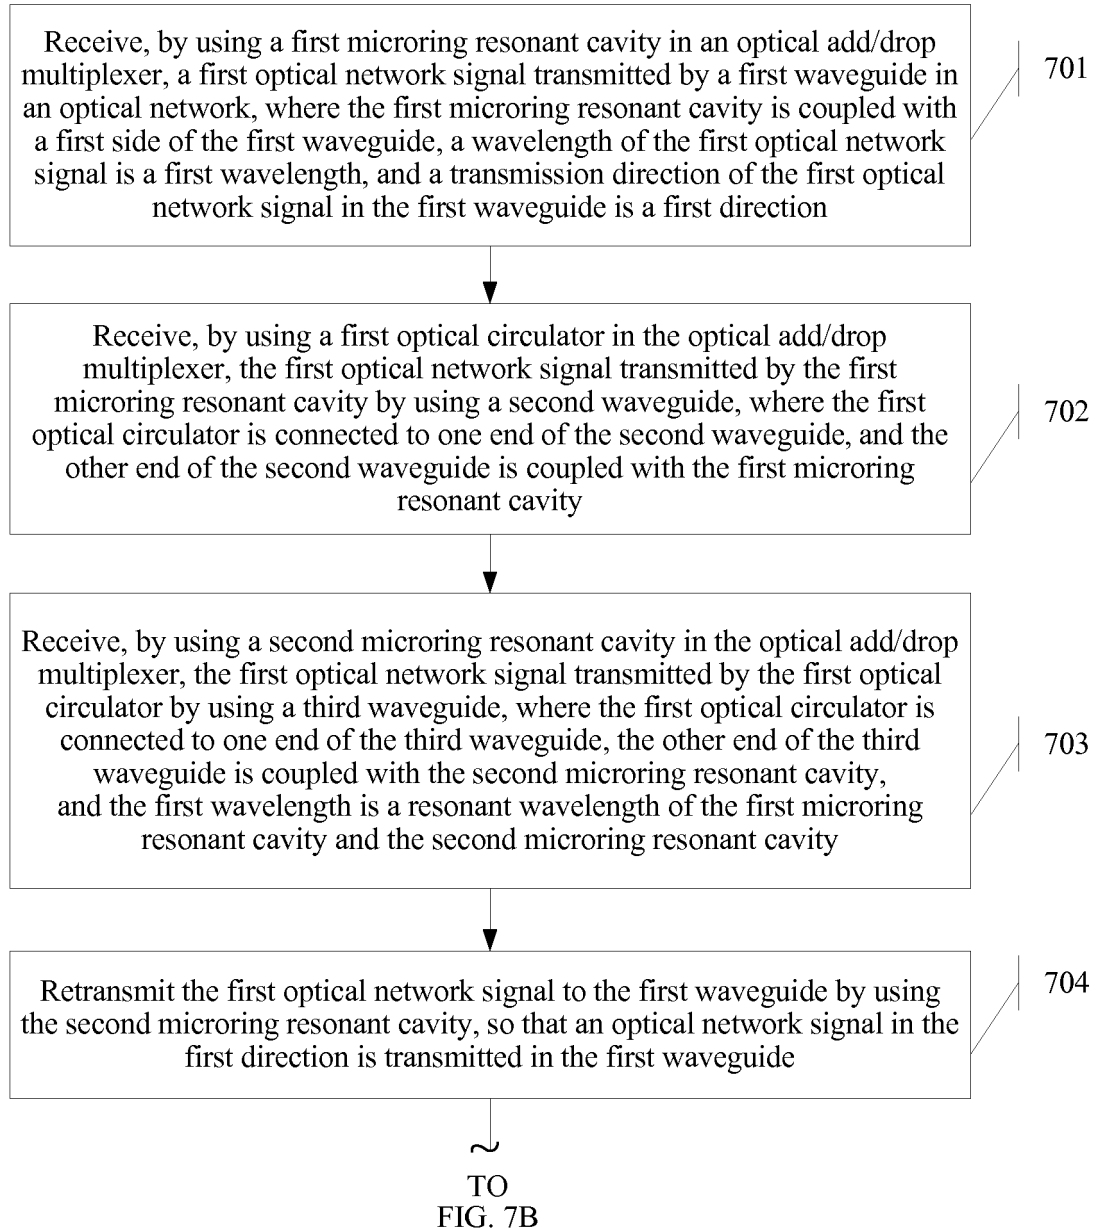 Receive, by using a first microring resonant cavity in an optical add/drop
multiplexer, a first optical network signal transmitted by a first waveguide in
an optical network, where the first microring resonant cavity is coupled with
a first side of the first waveguide, a wavelength of the first optical network
signal is a first wavelength, and a transmission direction of the first optical
network signal in the first waveguide is a first direction
701
Receive, by using a first optical circulator in the optical add/drop
multiplexer, the first optical network signal transmitted by the first
microring resonant cavity by using a second waveguide, where the first
optical circulator is connected to one end of the second waveguide, and the
other end of the second waveguide is coupled with the first microring
resonant cavity
702
Receive, by using a second microring resonant cavity in the optical add/drop
multiplexer, the first optical network signal transmitted by the first optical
circulator by using a third waveguide, where the first optical circulator is
connected to one end of the third waveguide, the other end of the third
waveguide is coupled with the second microring resonant cavity,
and the first wavelength is a resonant wavelength of the first microring
resonant cavity and the second microring resonant cavity
703
Retransmit the first optical network signal to the first waveguide by using
the second microring resonant cavity, so that an optical network signal in the
first direction is transmitted in the first waveguide
704
TO
FIG. 7B